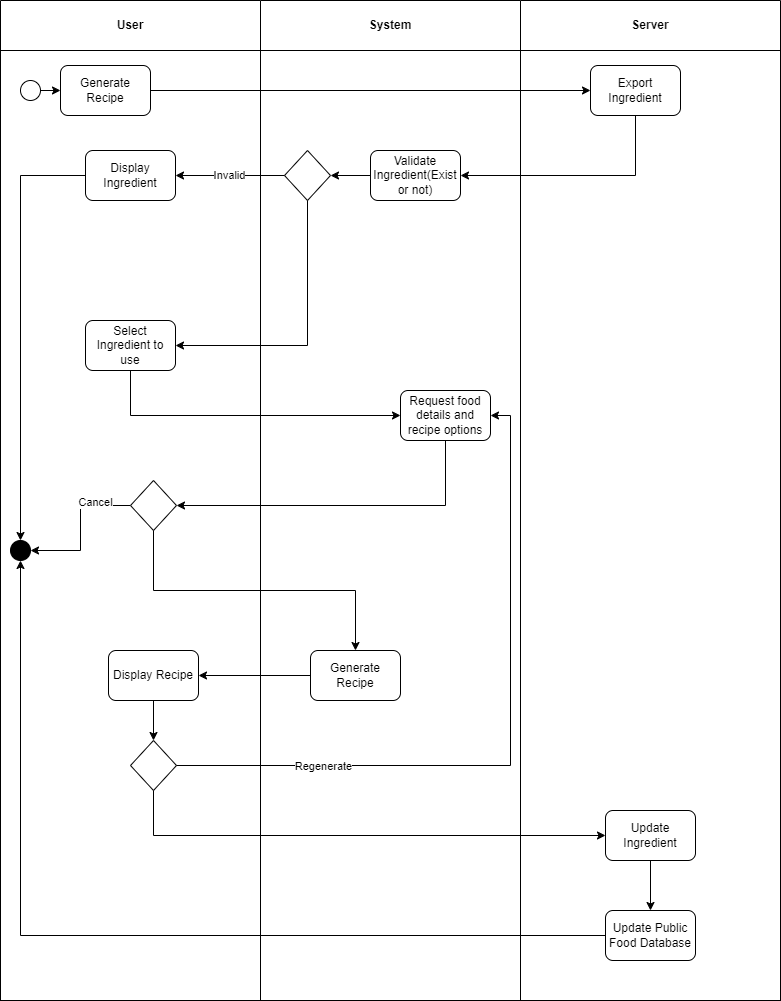 User
System
Server
Generate
Recipe
Export
Ingredient
Display
Ingredient
Invalid
Validate
Ingredient(Exist
or not)
Select
Ingredient to
use
Request food
details and
recipe options
Cancel
Display Recipe
Generate
Recipe
Regenerate
Update
Ingredient
Update Public
Food Database